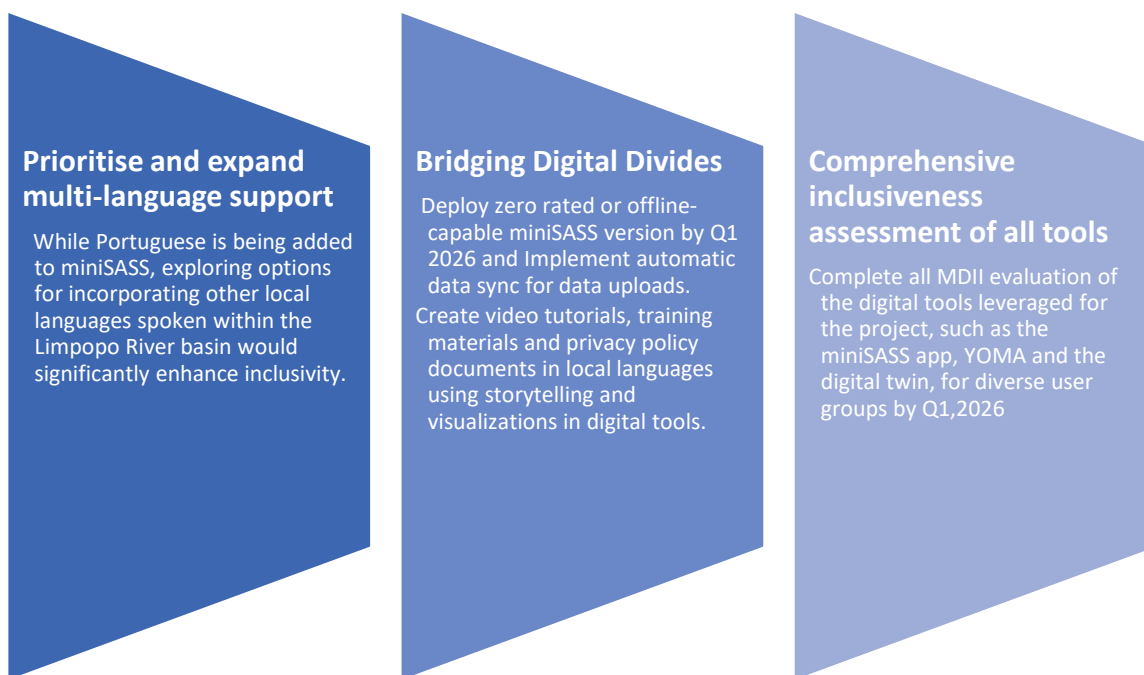 Prioritise and expand
multi-language support
While Portuguese is being added
to miniSASS, exploring options
for incorporating other local
languages spoken within the
Limpopo River basin would
significantly enhance inclusivity.
Bridging Digital Divides
Deploy zero rated or offline-
capable miniSASS version by Q1
2026 and Implement automatic
data sync for data uploads.
Create video tutorials, training
materials and privacy policy
documents in local languages
using storytelling and
visualizations in digital tools.
Comprehensive
inclusiveness
assessment of all tools
Complete all MDII evaluation of
the digital tools leveraged for
the project, such as the
miniSASS app, YOMA and the
digital twin, for diverse user
groups by Q1,2026